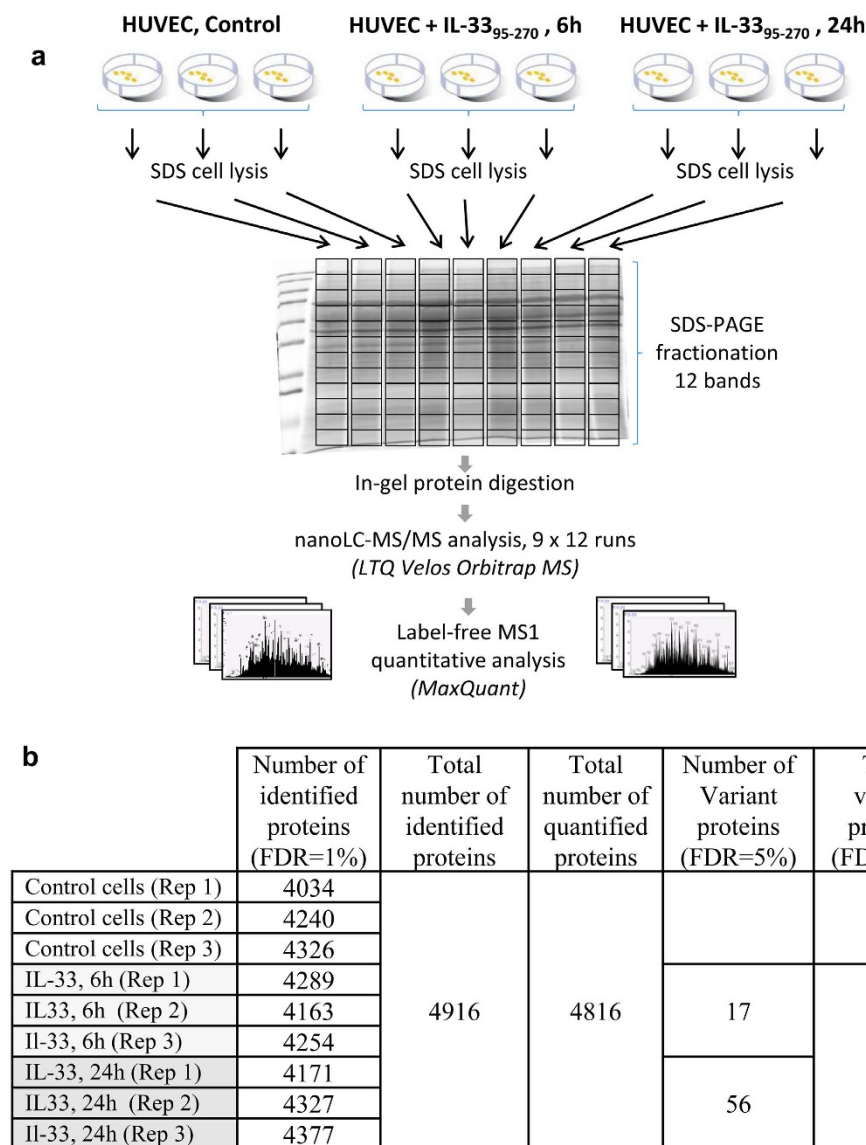 HUVEC, Control
HUVEC + IL-3395-270 , 6h
HUVEC + IL-3395-270 , 24h
a
SDS cell lysis
SDS cell lysis
SDS cell lysis
SDS-PAGE
fractionation
12 bands
In-gel protein digestion
nanoLC-MS/MS analysis, 9 x 12 runs
(LTQ Velos Orbitrap MS)
Label-free MS1
quantitative analysis
(MaxQuant)
b
Number of
identified
proteins
(FDR=1%)
Total
number of
identified
proteins
Total
number of
quantified
proteins
Number of
Variant
proteins
(FDR=5%)
Control cells (Rep 1) 4034
Control cells (Rep 2) 4240
Control cells (Rep 3) 4326
IL-33, 6h (Rep 1) 4289
IL33, 6h (Rep 2) 4163 4916 4816 17
Il-33, 6h (Rep 3) 4254
IL-33, 24h (Rep 1) 4171
IL33, 24h (Rep 2) 4327 56
Il-33, 24h (Rep 3) 4377